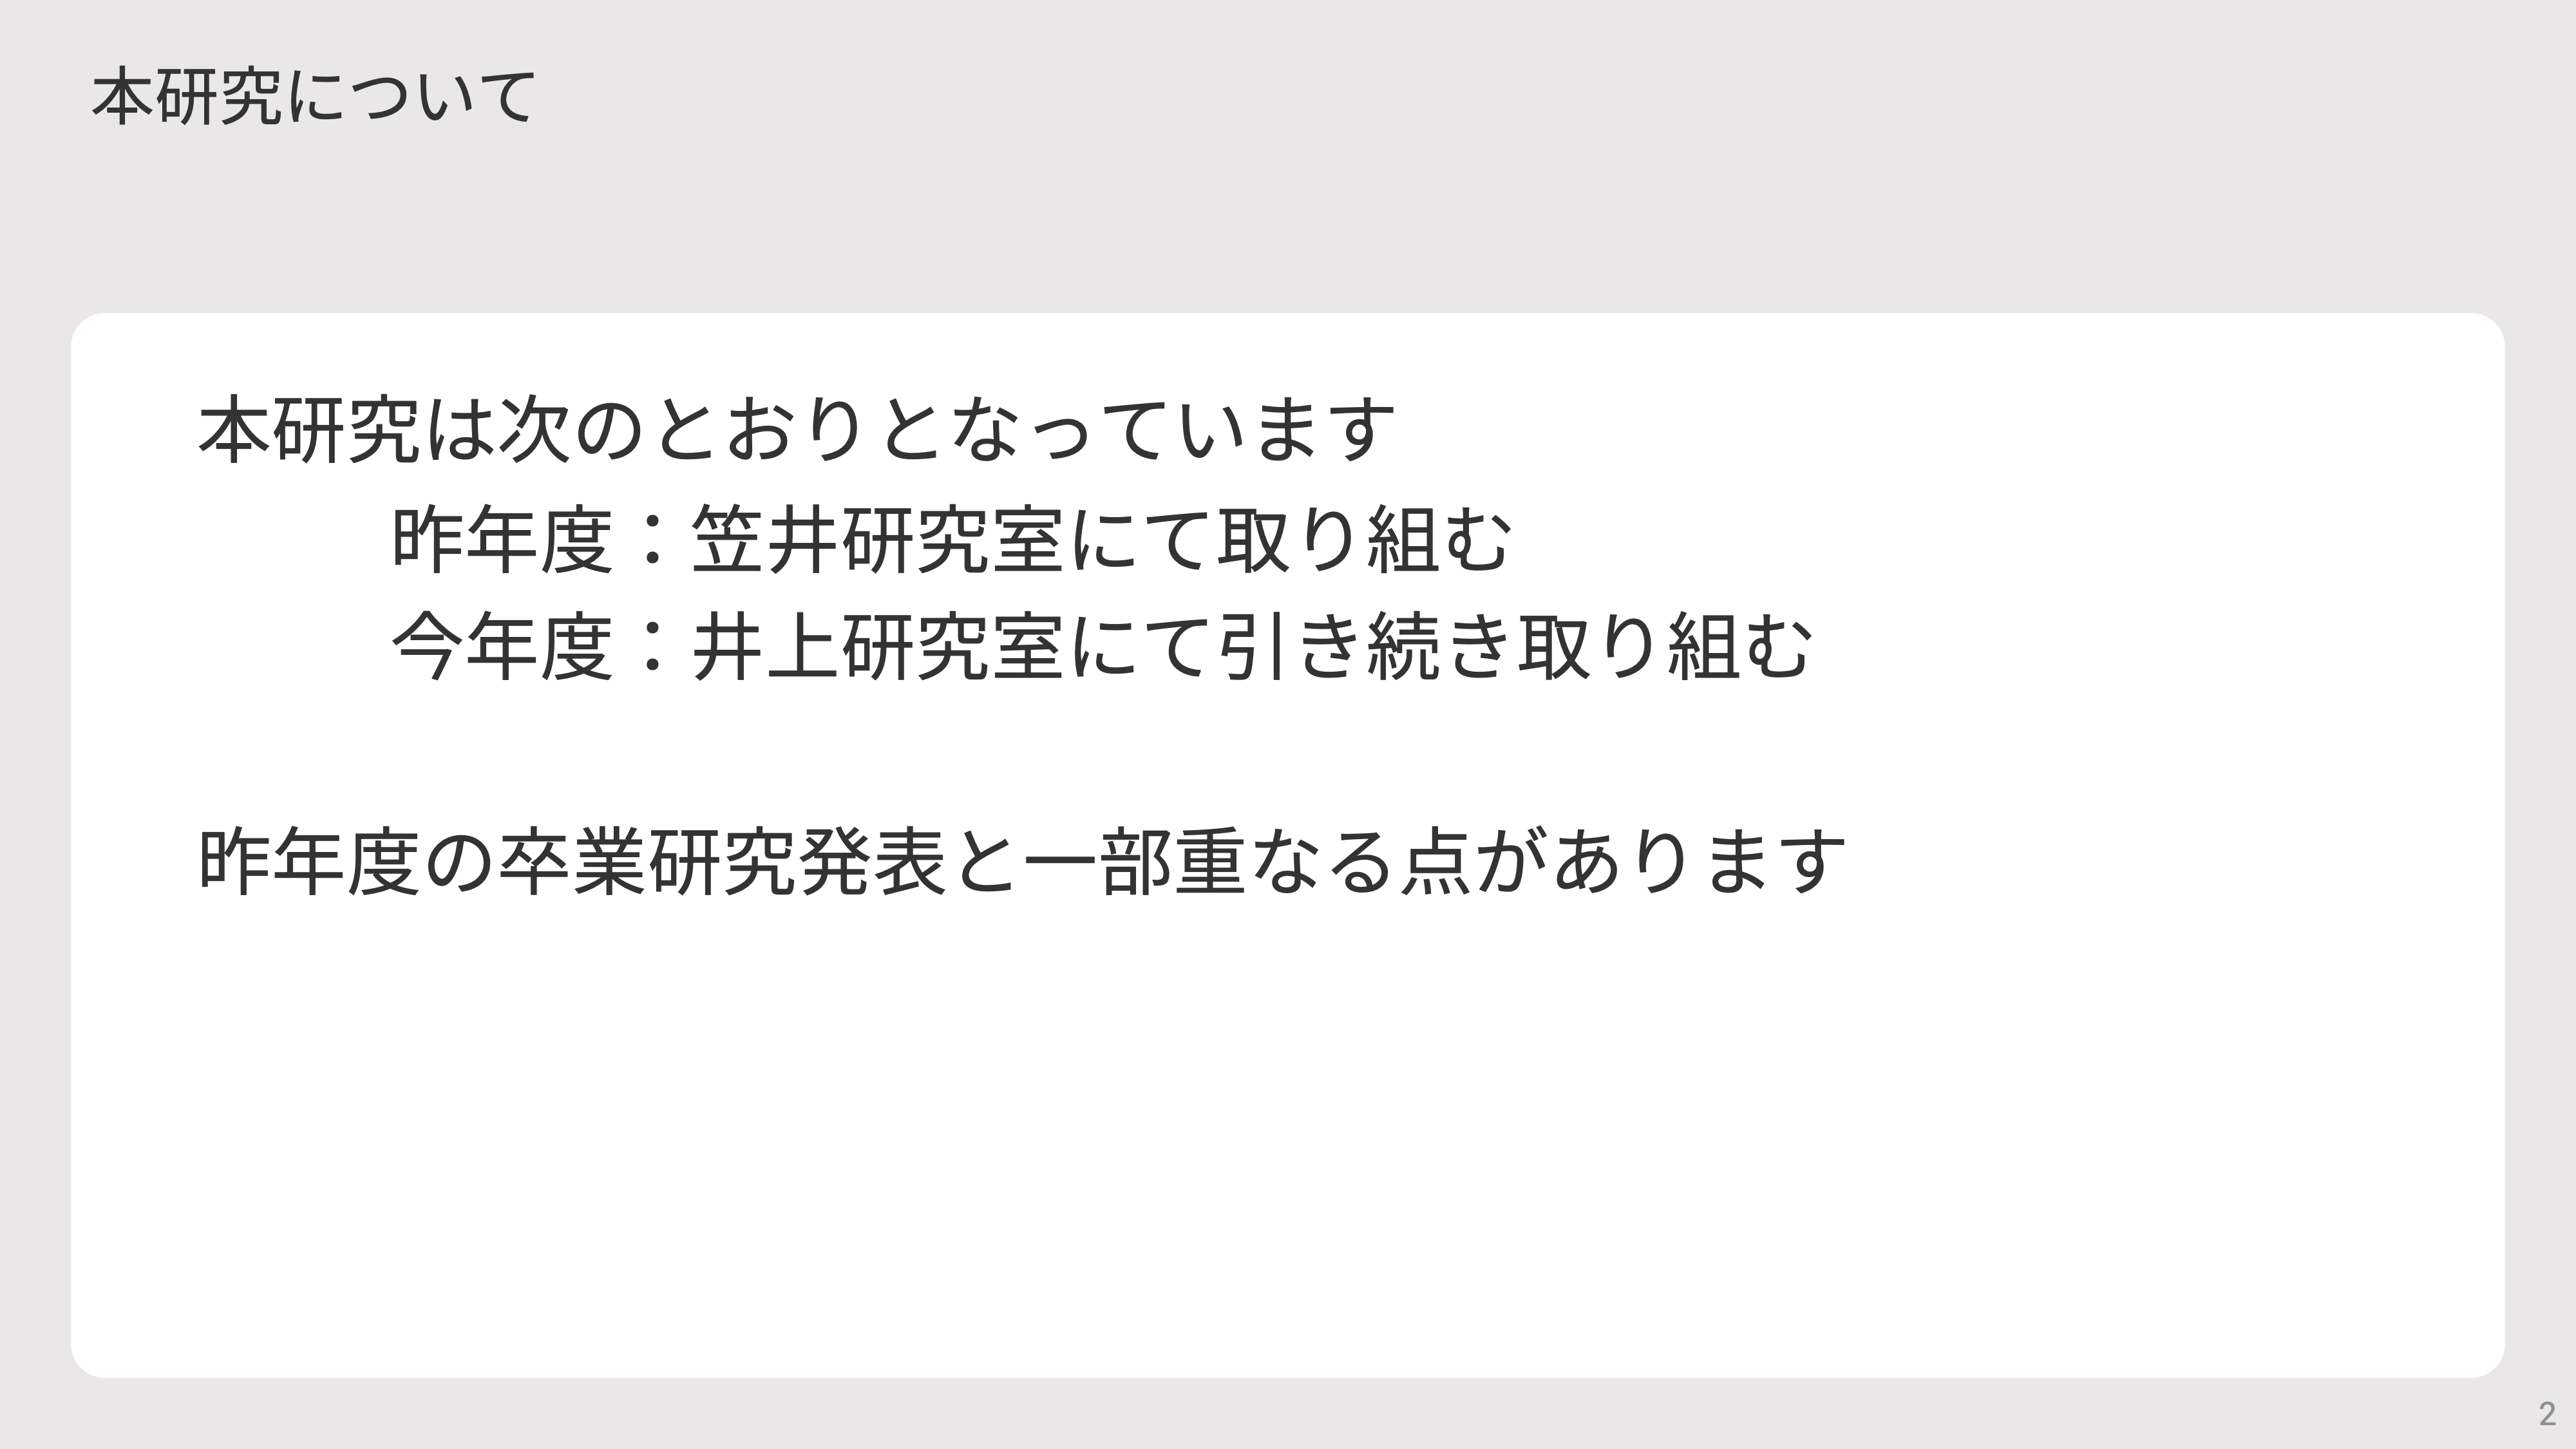 本研究について
本研究は次のとおりとなっています
昨年度：笠井研究室にて取り組む
今年度：井上研究室にて引き続き取り組む
昨年度の卒業研究発表と一部重なる点があります
2